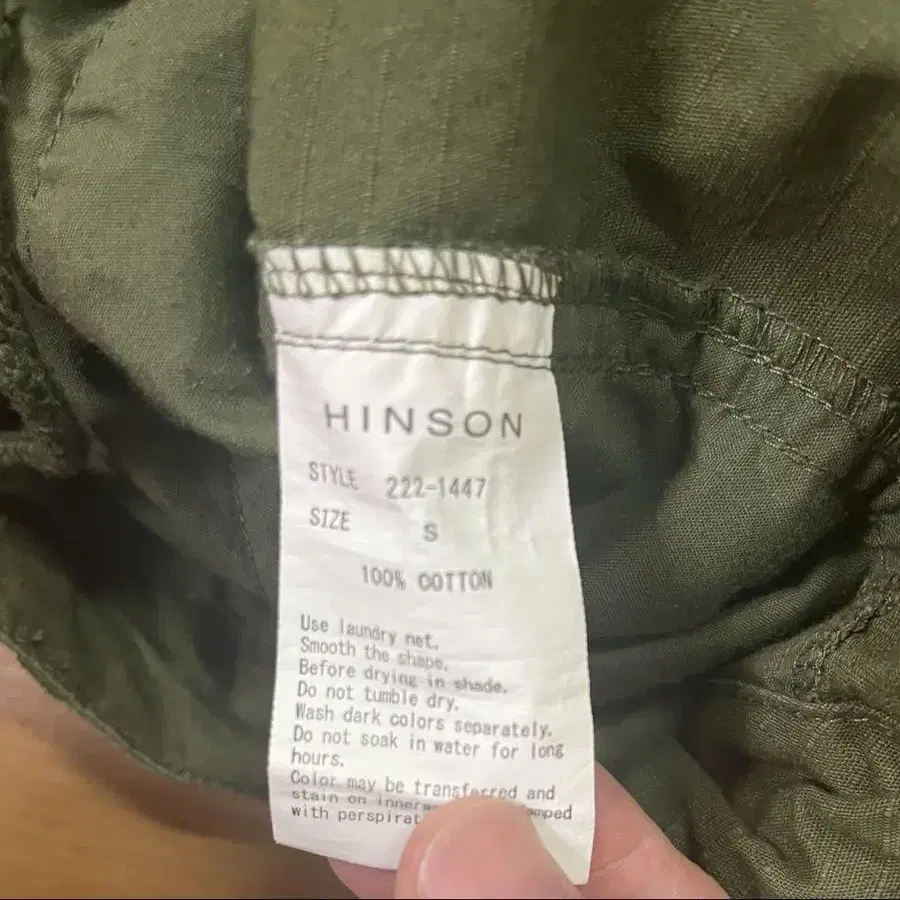 HINSON
STYLE 222-1447
SIZE S
100% COTTON
Use laundry net.
Smooth the shape.
Before drying in shade.
Do not tumble dry.
Wash dark colors separately.
Do not soak in water for long
hours.
Color may be transferred and
stain on
with